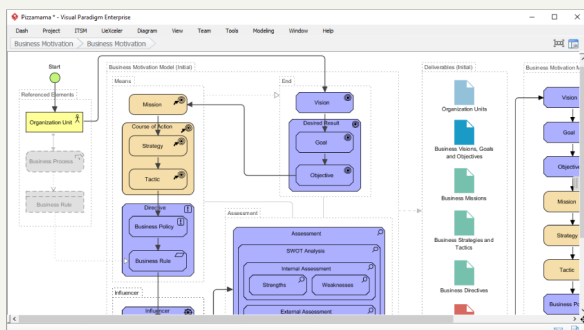 Pizzamama * - Visual Paradigm Enterprise
Dash Project ITSM UeXceler Diagram View Team Tools Modeling Window Help
Business Motivation Business Motivation
Start
Referenced Elements
Organization Unit
Business Process
Business Rule
Business Motivation Model (Initial)
Means
Mission
Course of Action
Strategy
Tactic
Directive
Business Policy
Business Rule
Influencer
Influencer
End
Vision
Desired Result
Goal
Objective
Assessment
Assessment
SWOT Analysis
Internal Assessment
Strengths
Weaknesses
External Assessment
Deliverables (Initial)
Organization Units
Business Visions, Goals
and Objectives
Business Missions
Business Strategies and
Tactics
Business Directives
Business Motivation M
Vision
Goal
Objective
Mission
Strategy
Tactic
Business Po